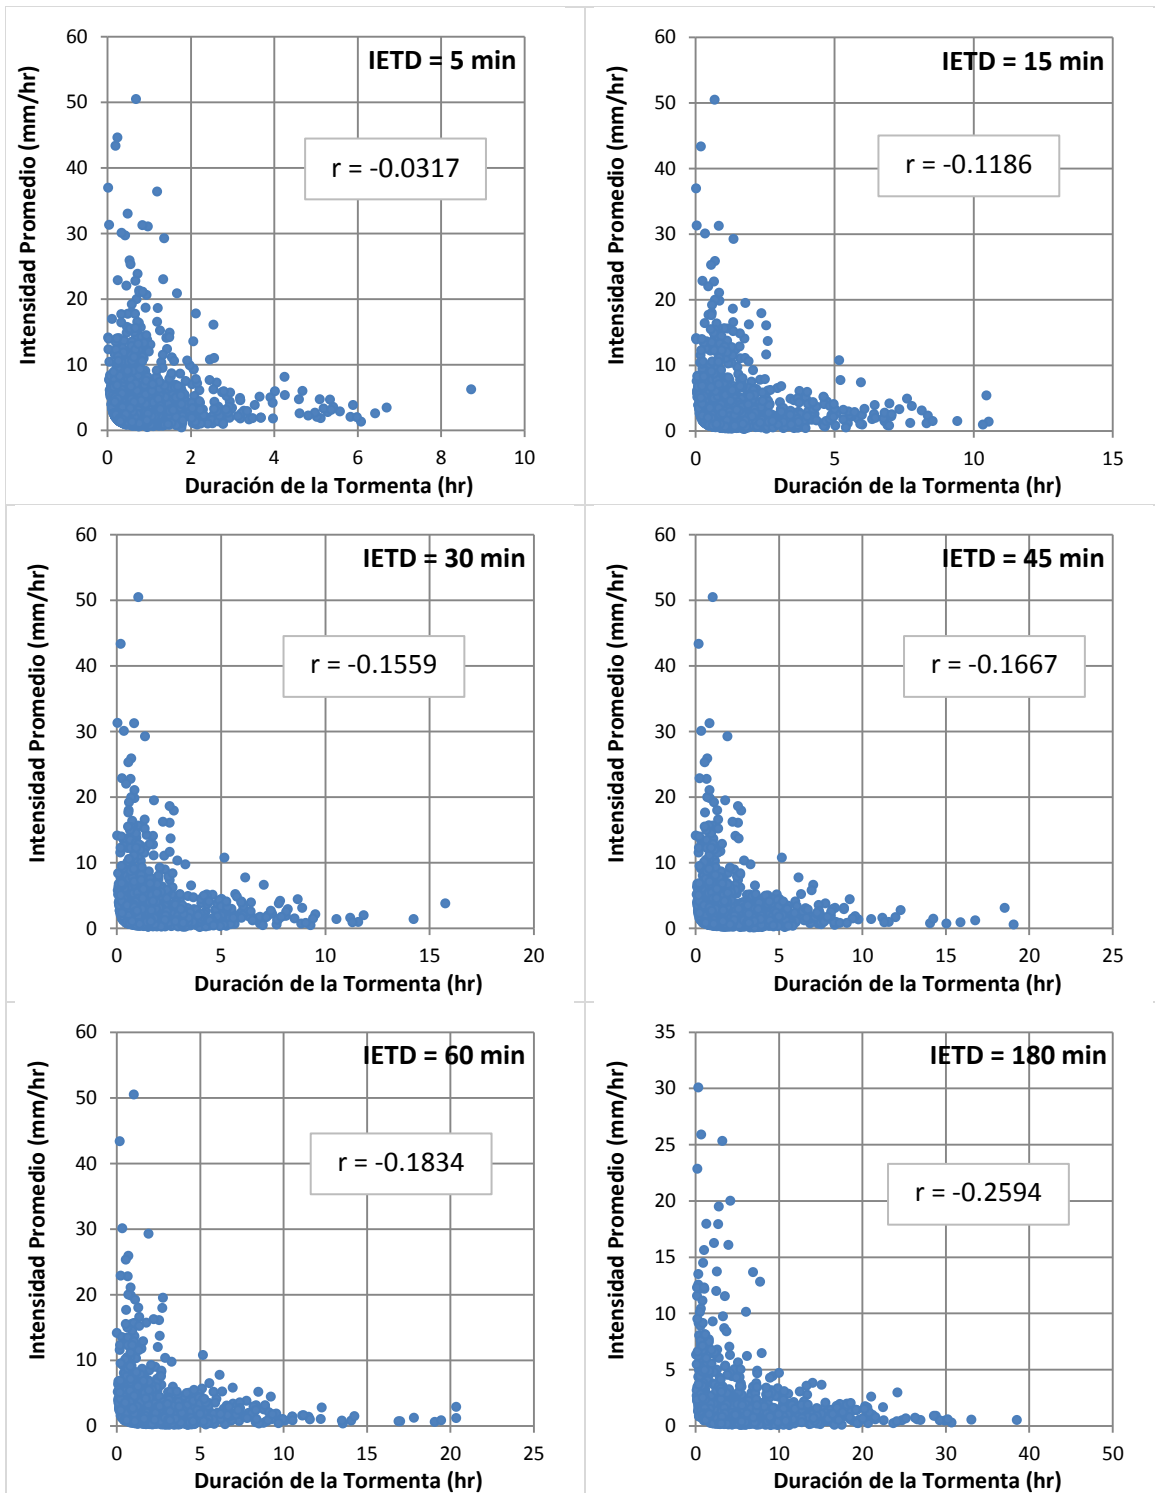 IETD = 5 min
Intensidad Promedio (mm/hr)
60
50
40
30
20
10
0
r = -0.0317
0 2 4 6 8 10
Duración de la Tormenta (hr)
IETD = 15 min
Intensidad Promedio (mm/hr)
60
50
40
30
20
10
0
r = -0.1186
0 5 10 15
Duración de la Tormenta (hr)
IETD = 30 min
Intensidad Promedio (mm/hr)
60
50
40
30
20
10
0
r = -0.1559
0 5 10 15 20
Duración de la Tormenta (hr)
IETD = 45 min
Intensidad Promedio (mm/hr)
60
50
40
30
20
10
0
r = -0.1667
0 5 10 15 20 25
Duración de la Tormenta (hr)
IETD = 60 min
Intensidad Promedio (mm/hr)
60
50
40
30
20
10
0
r = -0.1834
0 5 10 15 20 25
Duración de la Tormenta (hr)
IETD = 180 min
Intensidad Promedio (mm/hr)
35
30
25
20
15
10
5
0
r = -0.2594
0 10 20 30 40 50
Duración de la Tormenta (hr)